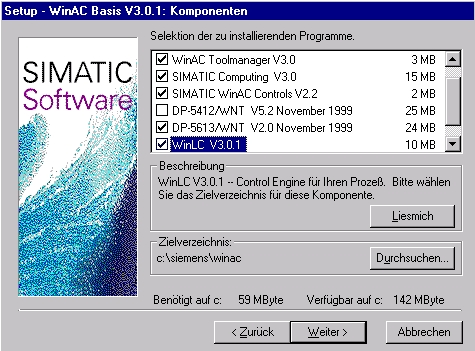 Setup - WinAC Basis V3.0.1: Komponenten
SIMATIC
Software
Selektion der zu installierenden Programme.
WinAC Toolmanager V3.0 3 MB
SIMATIC Computing V3.0 15 MB
SIMATIC WinAC Controls V2.2 2 MB
DP-5412/WNT V5.2 November 1999 25 MB
DP-5613/WNT V2.0 November 1999 24 MB
WinLC V3.0.1 10 MB
Beschreibung
WinLC V3.0.1 -- Control Engine für Ihren Prozeß. Bitte wählen
Sie das Zielverzeichnis für diese Komponente.
Liesmich
Zielverzeichnis:
c:\siemens\winac
Durchsuchen...
Benötigt auf c: 59 MByte Verfügbar auf c: 142 MByte
< Zurück Weiter > Abbrechen